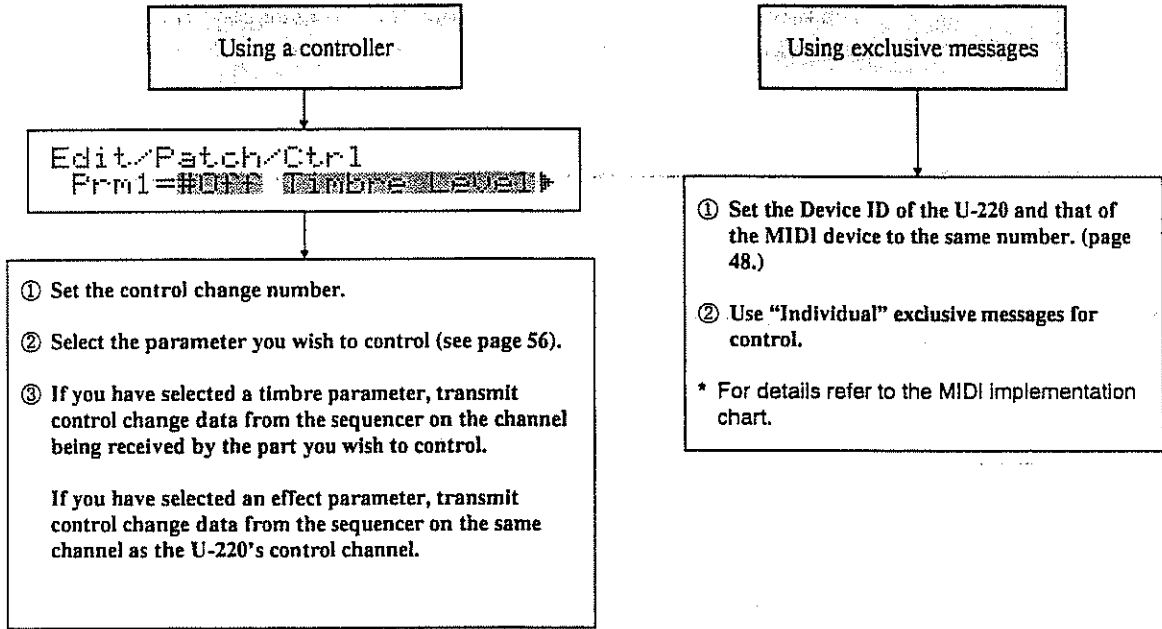 Using a controller
Edit/Patch/Ctrl
Prm1=#Off Timbre Level▶
① Set the control change number.
② Select the parameter you wish to control (see page 56).
③ If you have selected a timbre parameter, transmit
control change data from the sequencer on the channel
being received by the part you wish to control.
If you have selected an effect parameter, transmit
control change data from the sequencer on the same
channel as the U-220's control channel.
Using exclusive messages
① Set the Device ID of the U-220 and that of
the MIDI device to the same number. (page
48.)
② Use “Individual” exclusive messages for
control.
* For details refer to the MIDI implementation
chart.